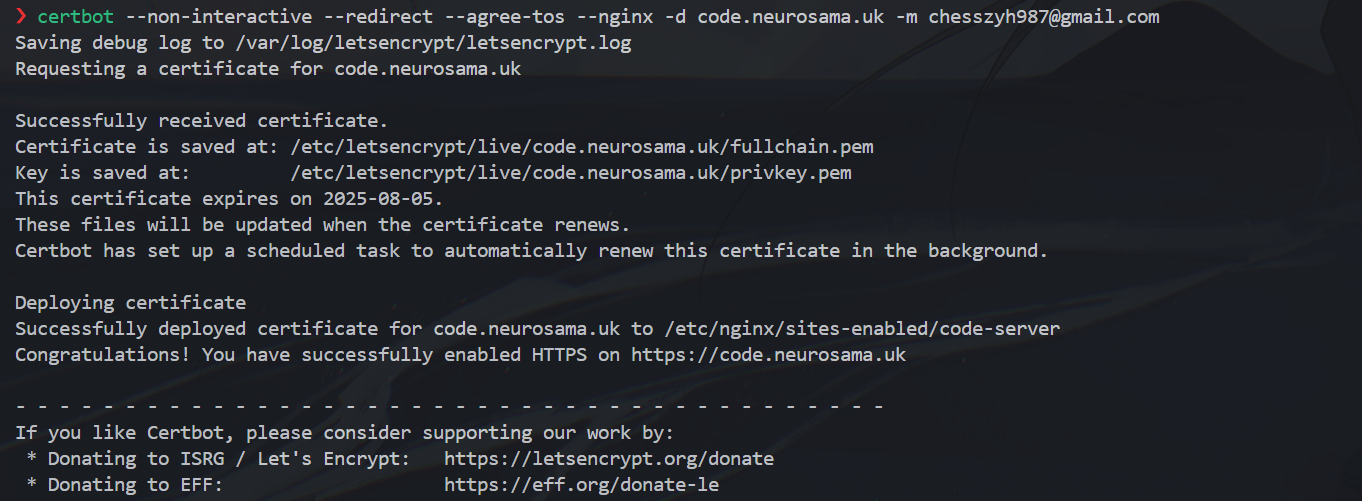 ❯ certbot --non-interactive --redirect --agree-tos --nginx -d code.neurosama.uk -m chesszyh987@gmail.com
Saving debug log to /var/log/letsencrypt/letsencrypt.log
Requesting a certificate for code.neurosama.uk

Successfully received certificate.
Certificate is saved at: /etc/letsencrypt/live/code.neurosama.uk/fullchain.pem
Key is saved at:         /etc/letsencrypt/live/code.neurosama.uk/privkey.pem
This certificate expires on 2025-08-05.
These files will be updated when the certificate renews.
Certbot has set up a scheduled task to automatically renew this certificate in the background.

Deploying certificate
Successfully deployed certificate for code.neurosama.uk to /etc/nginx/sites-enabled/code-server
Congratulations! You have successfully enabled HTTPS on https://code.neurosama.uk

- - - - - - - - - - - - - - - - - - - - - - - - - - - - - - - - - - - - - - - -
If you like Certbot, please consider supporting our work by:
 * Donating to ISRG / Let's Encrypt:   https://letsencrypt.org/donate
 * Donating to EFF:                    https://eff.org/donate-le